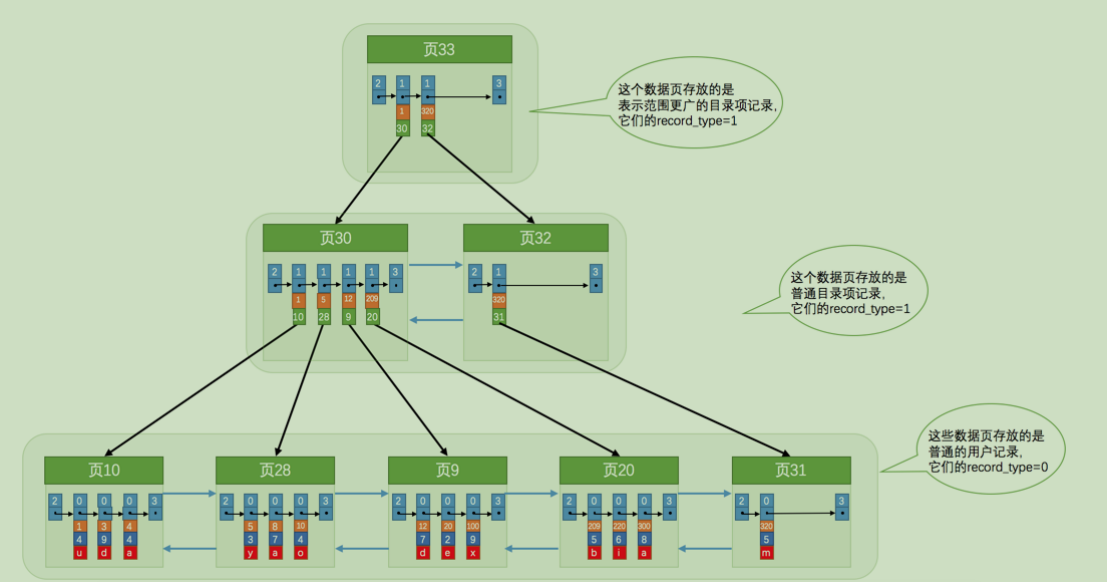 页33
2 1 1 3
1 320
30 32
这个数据页存放的是
表示范围更广的目录项记录,
它们的record_type=1
页30
2 1 1 1 1 3
1 5 12 209
10 28 9 20
页32
2 1 3
320
31
这个数据页存放的是
普通目录项记录,
它们的record_type=1
这些数据页存放的是
普通的用户记录,
它们的record_type=0
页10
2 0 0 0 3
1 3 4
4 9 4
u d a
页28
2 0 0 0 3
5 8 10
3 7 4
y a o
页9
2 0 0 0 3
12 20 100
7 2 9
d e x
页20
2 0 0 0 3
209 220 300
5 6 8
b i a
页31
2 0 3
320
5
m